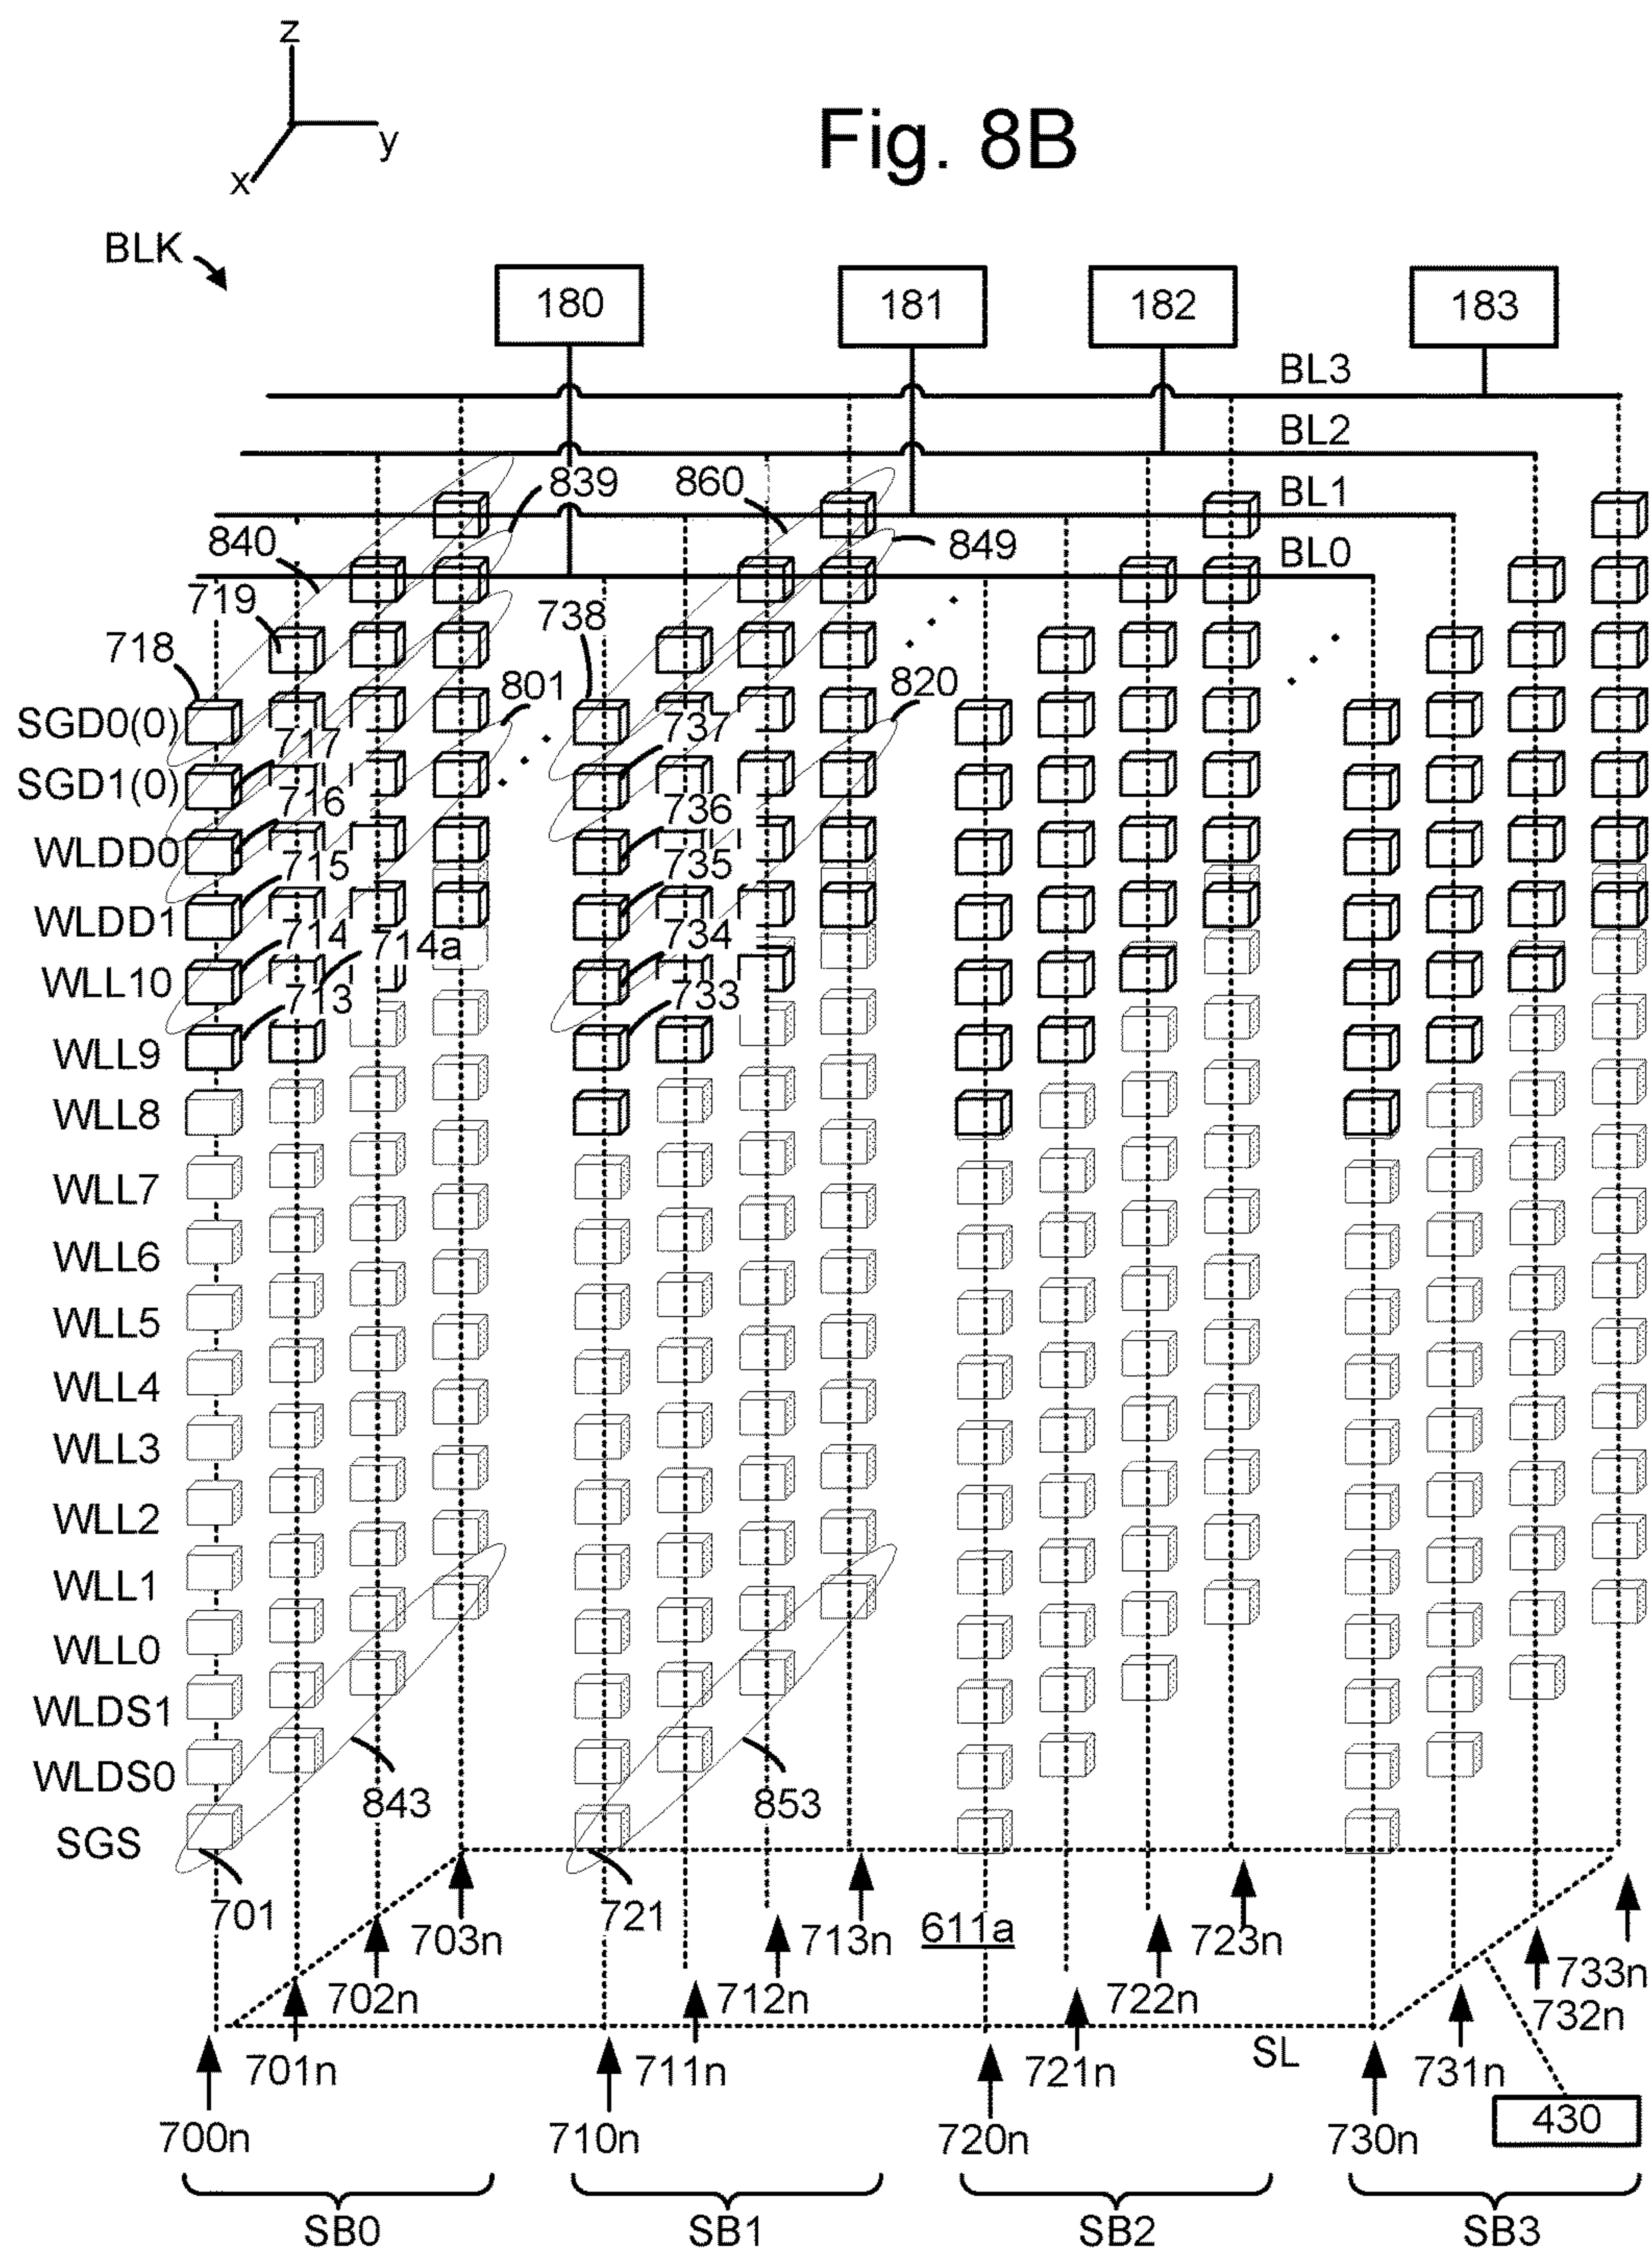 z
Fig. 8B
y
x
BLK
180
181
182
183
BL3
BL2
839
860
BL1
840
849
BL0
719
738
718
801
820
SGD0(0)
717
737
SGD1(0)
716
736
WLDD0
715
735
WLDD1
714
714a
734
WLL10
713
733
WLL9
WLL8
WLL7
WLL6
WLL5
WLL4
WLL3
WLL2
WLL1
WLL0
WLDS1
WLDS0
843
853
SGS
701
703n
721
713n
611a
723n
702n
712n
722n
733n
732n
SL
701n
711n
721n
731n
430
700n
710n
720n
730n
SB0
SB1
SB2
SB3